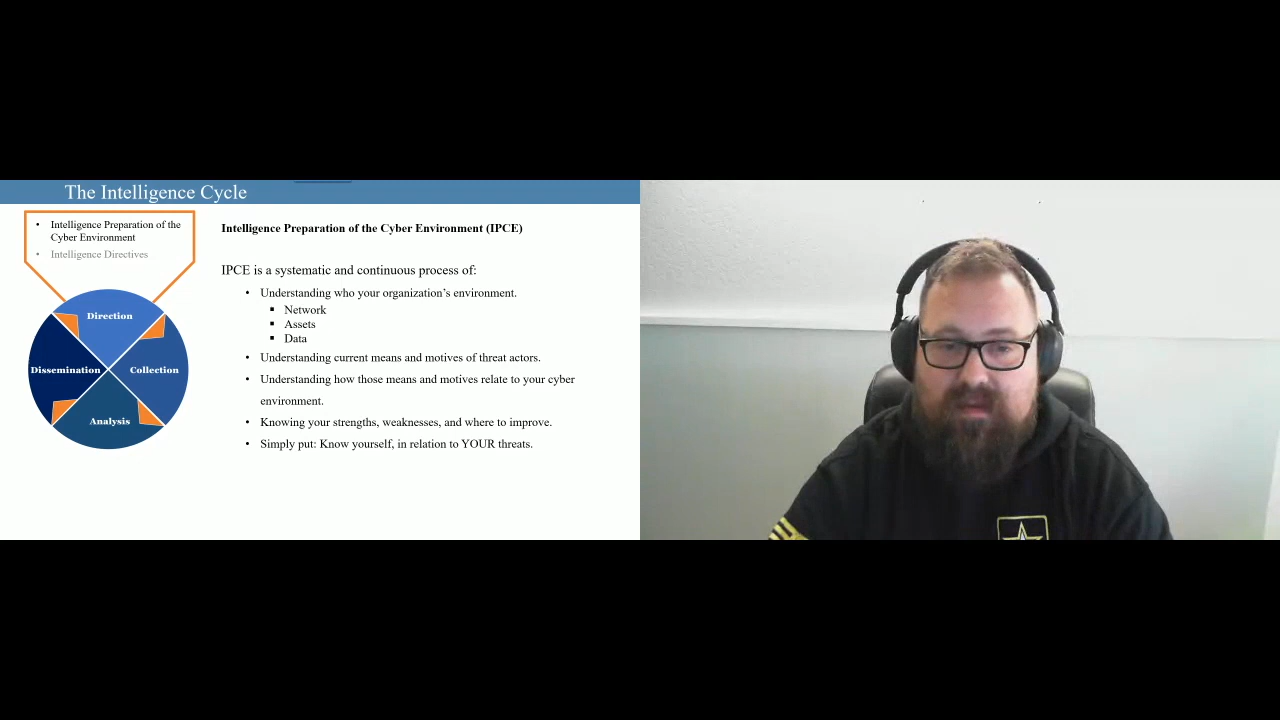 The Intelligence Cycle
• Intelligence Preparation of the
Cyber Environment
• Intelligence Directives
Direction
Dissemination
Collection
Analysis
Intelligence Preparation of the Cyber Environment (IPCE)
IPCE is a systematic and continuous process of:
• Understanding who your organization’s environment.
▪ Network
▪ Assets
▪ Data
• Understanding current means and motives of threat actors.
• Understanding how those means and motives relate to your cyber
environment.
• Knowing your strengths, weaknesses, and where to improve.
• Simply put: Know yourself, in relation to YOUR threats.